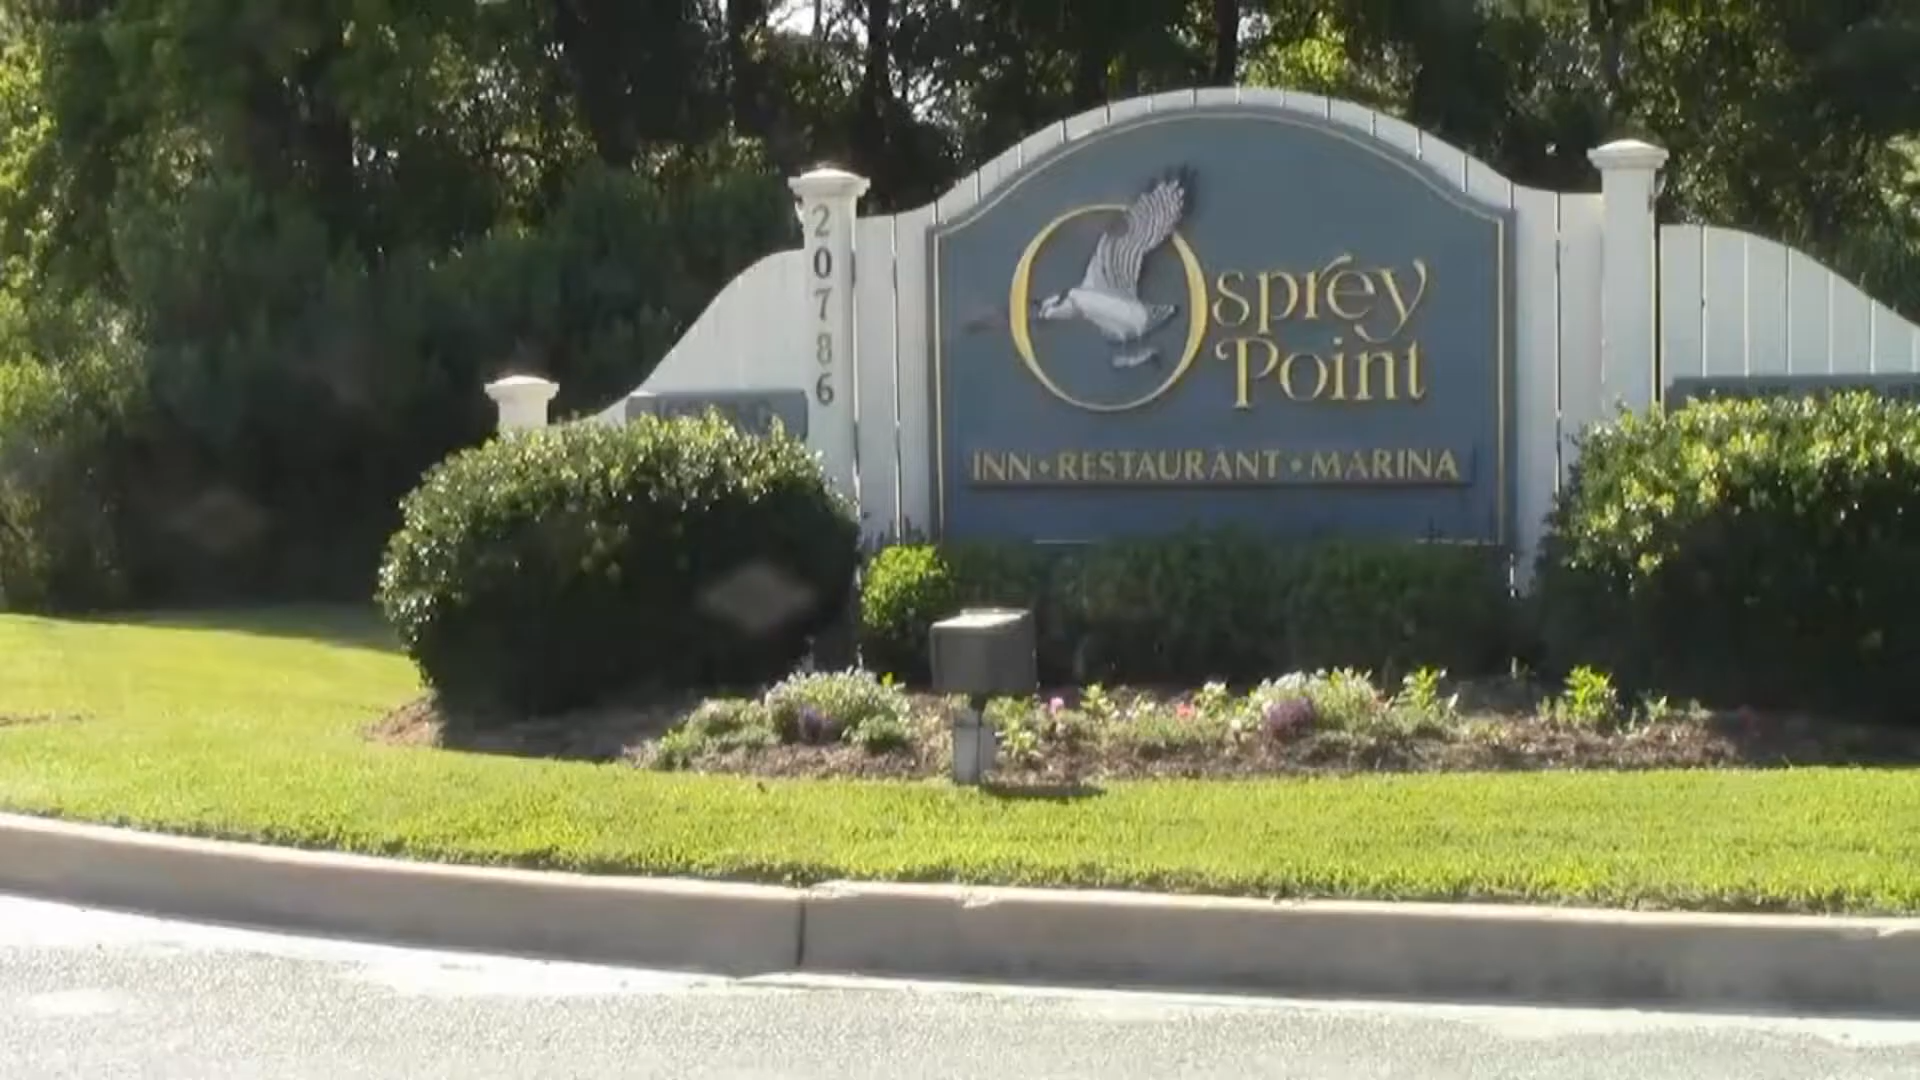 20786
Osprey
Point
INN • RESTAURANT • MARINA